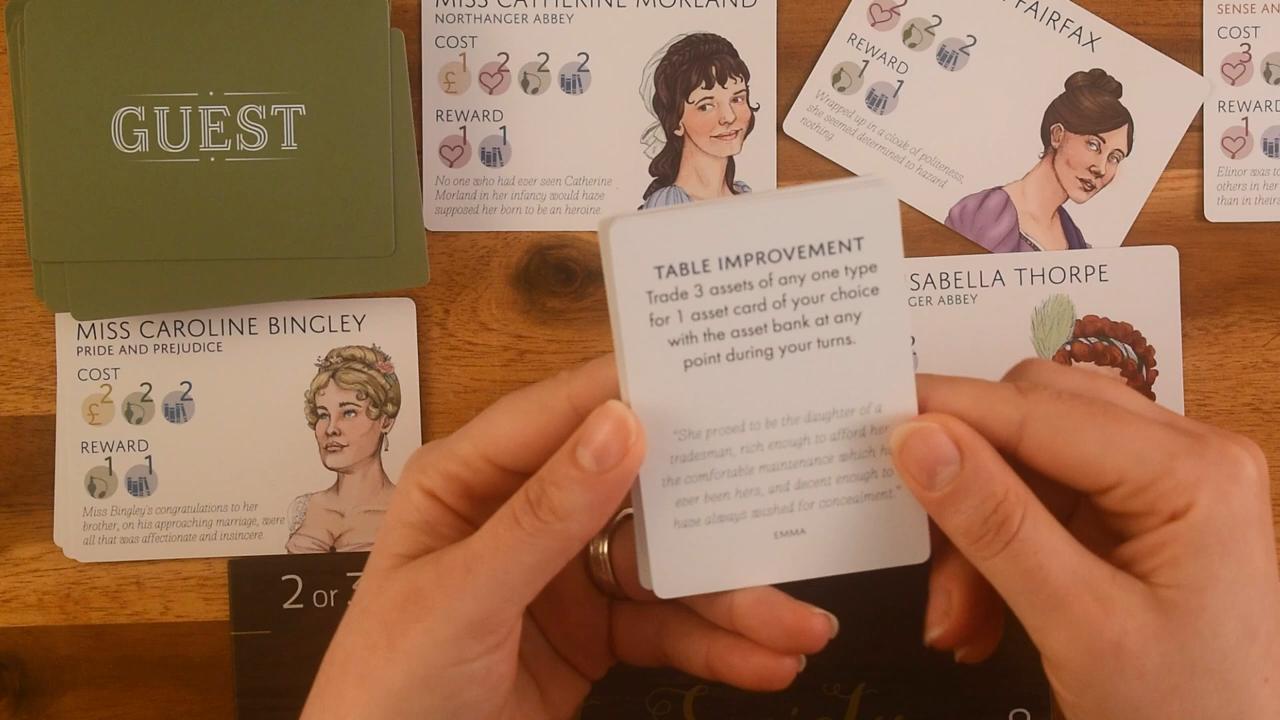 GUEST
MISS CATHERINE MORLAND
NORTHANGER ABBEY
COST
1 2 2 2
£
REWARD
1 1
No one who had ever seen Catherine
Morland in her infancy would have
supposed her born to be an heroine.
FAIRFAX
2 2 2
REWARD
1 1
Wrapped up in a cloak of politeness,
she seemed determined to hazard
nothing.
SENSE AN
COST
3
REWARD
1
Elinor was to
others in her
than in theirs
MISS CAROLINE BINGLEY
PRIDE AND PREJUDICE
COST
2 2 2
£
REWARD
1 1
Miss Bingley's congratulations to her
brother, on his approaching marriage, were
all that was affectionate and insincere.
SABELLA THORPE
GER ABBEY
TABLE IMPROVEMENT
Trade 3 assets of any one type
for 1 asset card of your choice
with the asset bank at any
point during your turns.
"She proved to be the daughter of a
tradesman, rich enough to afford her
the comfortable maintenance which ha
ever been hers, and decent enough to
have always wished for concealment."
EMMA
2 or 3